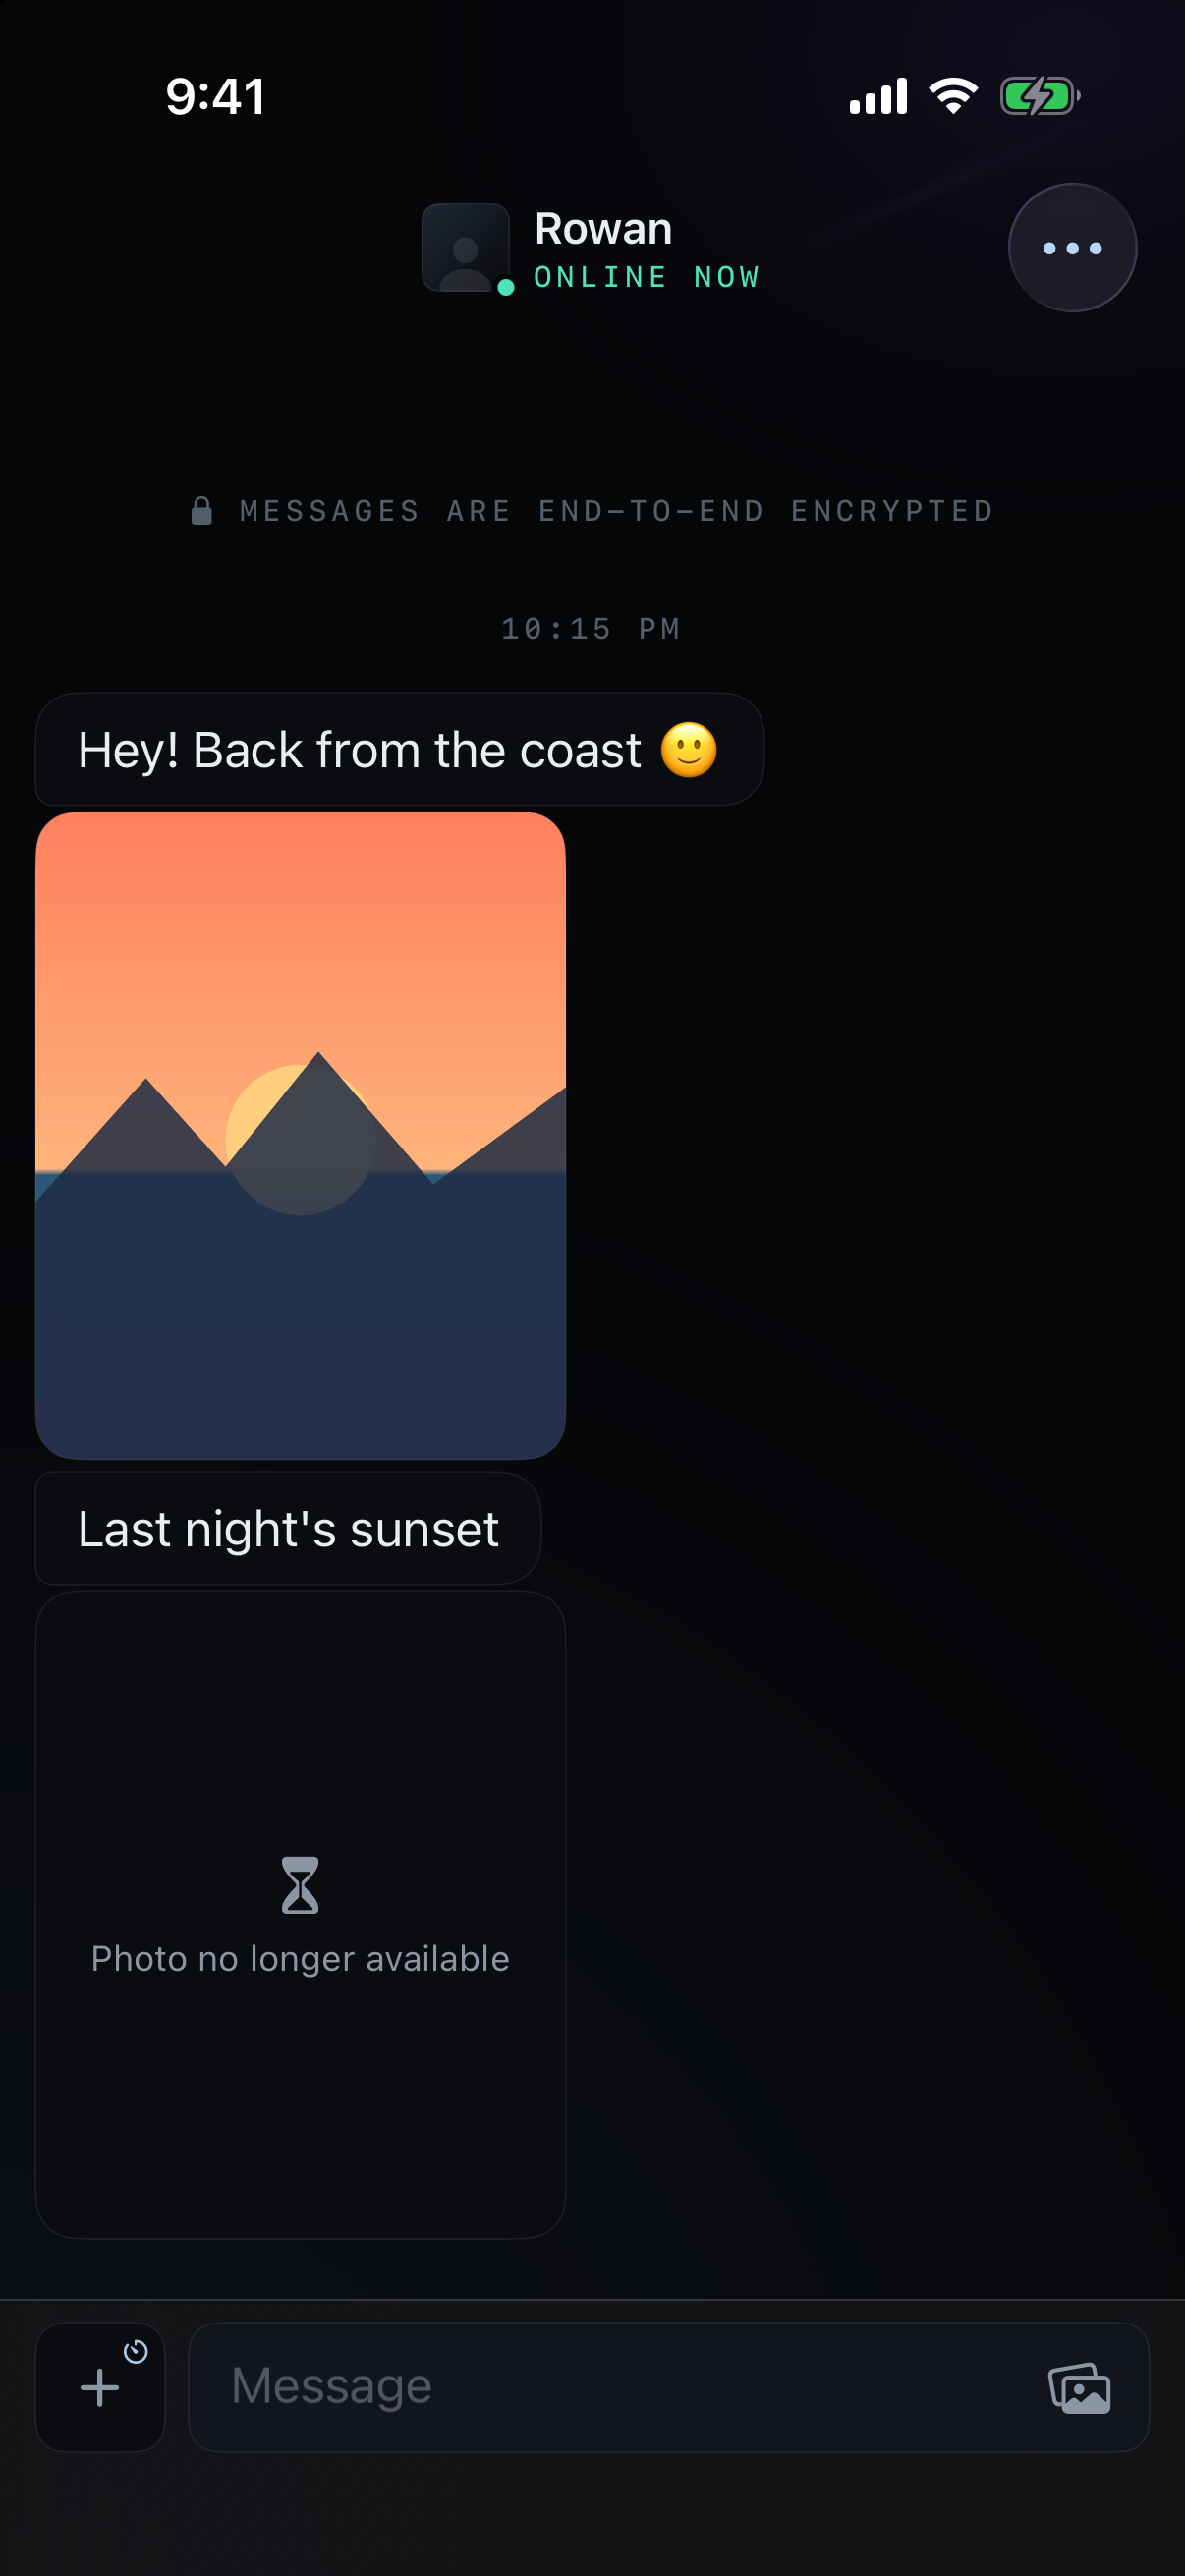 9:41
Rowan
ONLINE NOW
MESSAGES ARE END-TO-END ENCRYPTED
10:15 PM
Hey! Back from the coast 🙂
Last night's sunset
Photo no longer available
Message